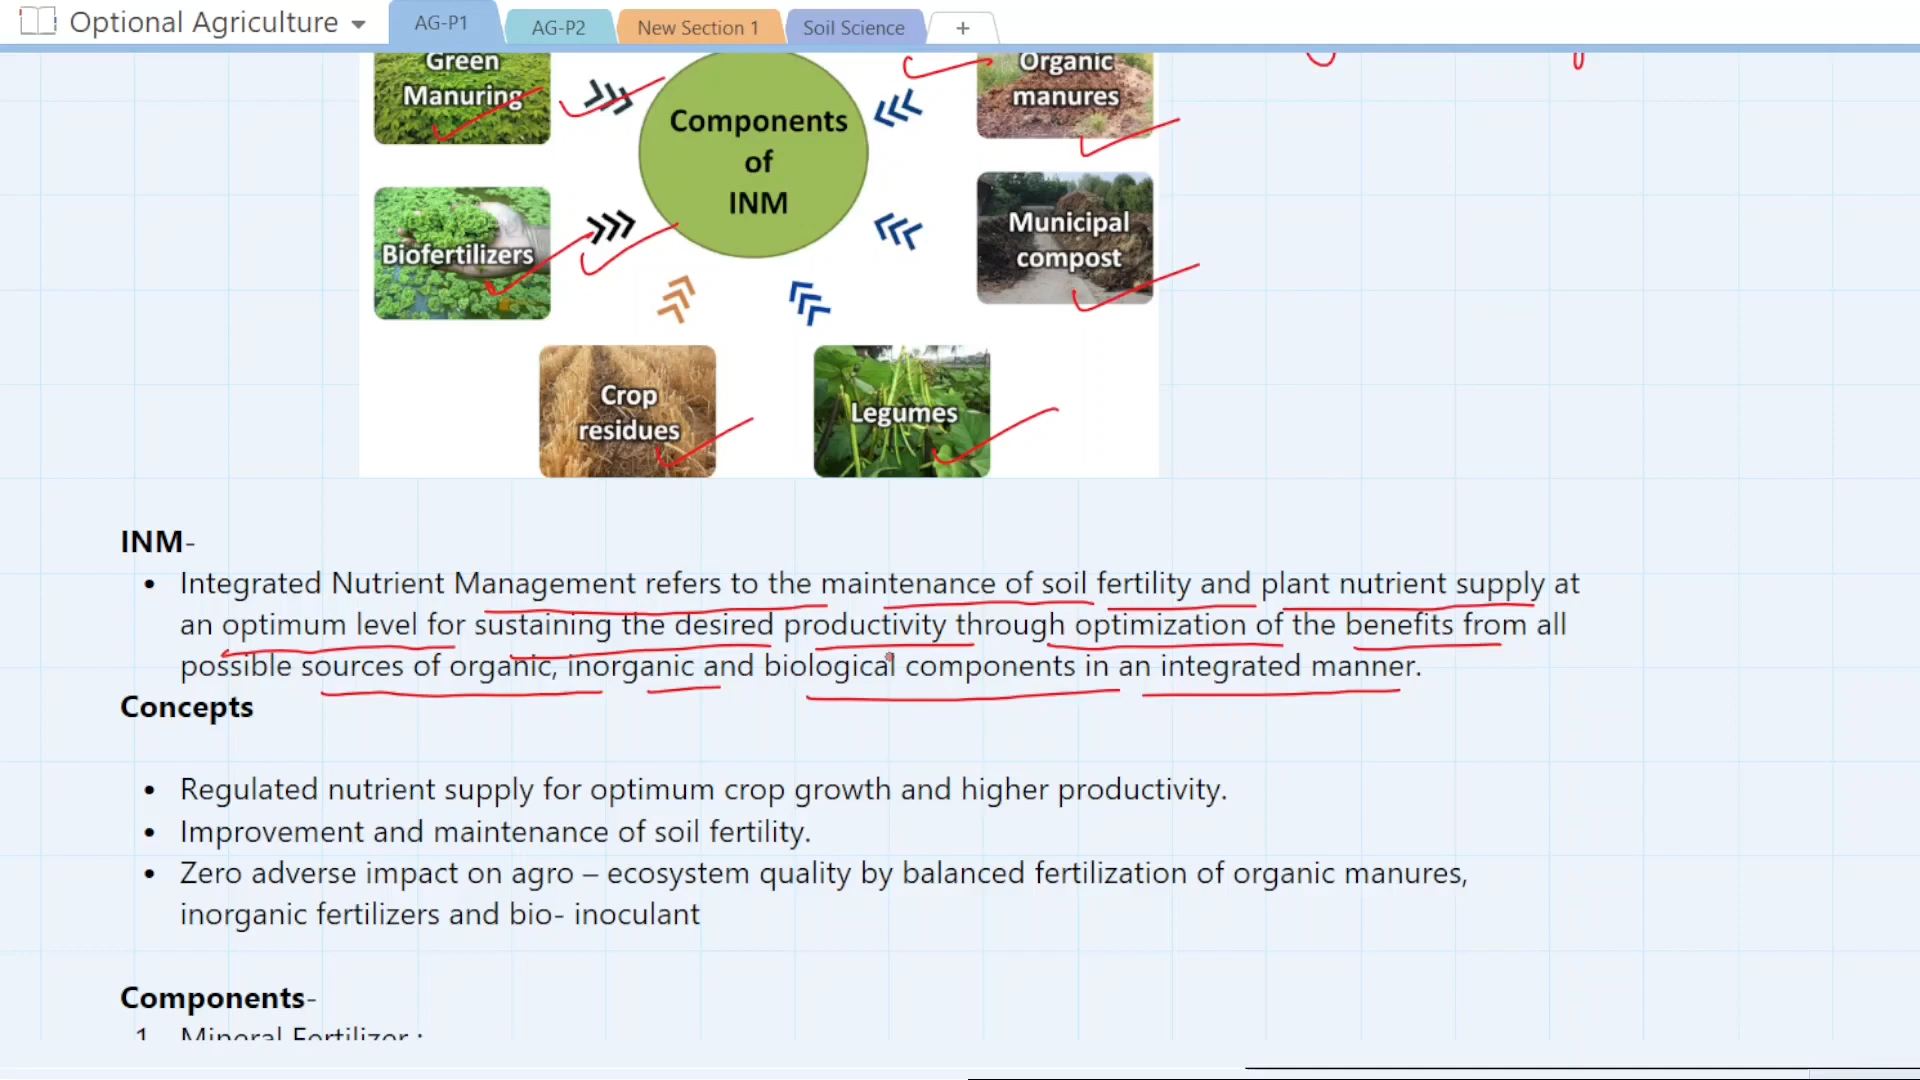 Optional Agriculture
AG-P1
AG-P2
New Section 1
Soil Science
+
Green
Manuring
Components
of
INM
Organic
manures
Biofertilizers
Municipal
compost
Crop
residues
Legumes
INM-
• Integrated Nutrient Management refers to the maintenance of soil fertility and plant nutrient supply at
an optimum level for sustaining the desired productivity through optimization of the benefits from all
possible sources of organic, inorganic and biological components in an integrated manner.
Concepts
• Regulated nutrient supply for optimum crop growth and higher productivity.
• Improvement and maintenance of soil fertility.
• Zero adverse impact on agro – ecosystem quality by balanced fertilization of organic manures,
inorganic fertilizers and bio- inoculant
Components-
1. Mineral Fertilizer :